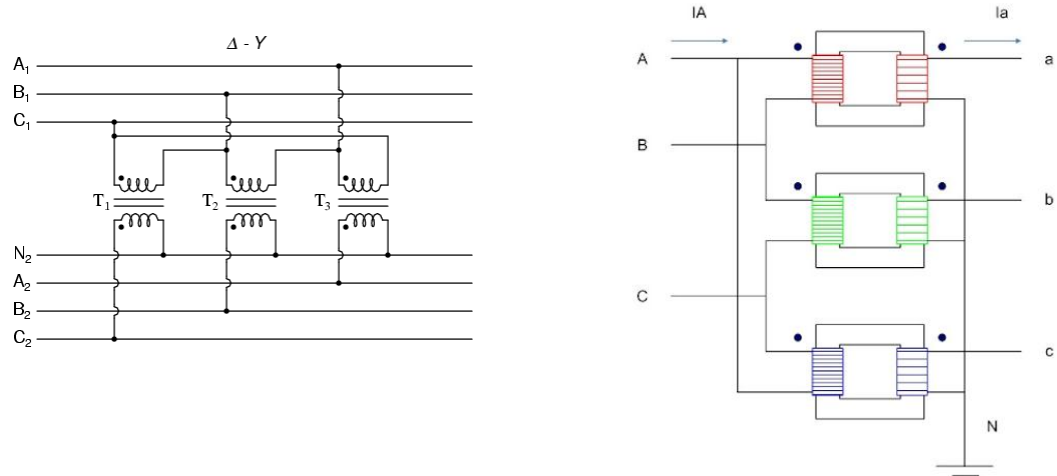 Δ - Y
A₁
B₁
C₁
T₁ T₂ T₃
N₂
A₂
B₂
C₂
IA Ia
A a
B
b
C
c
N